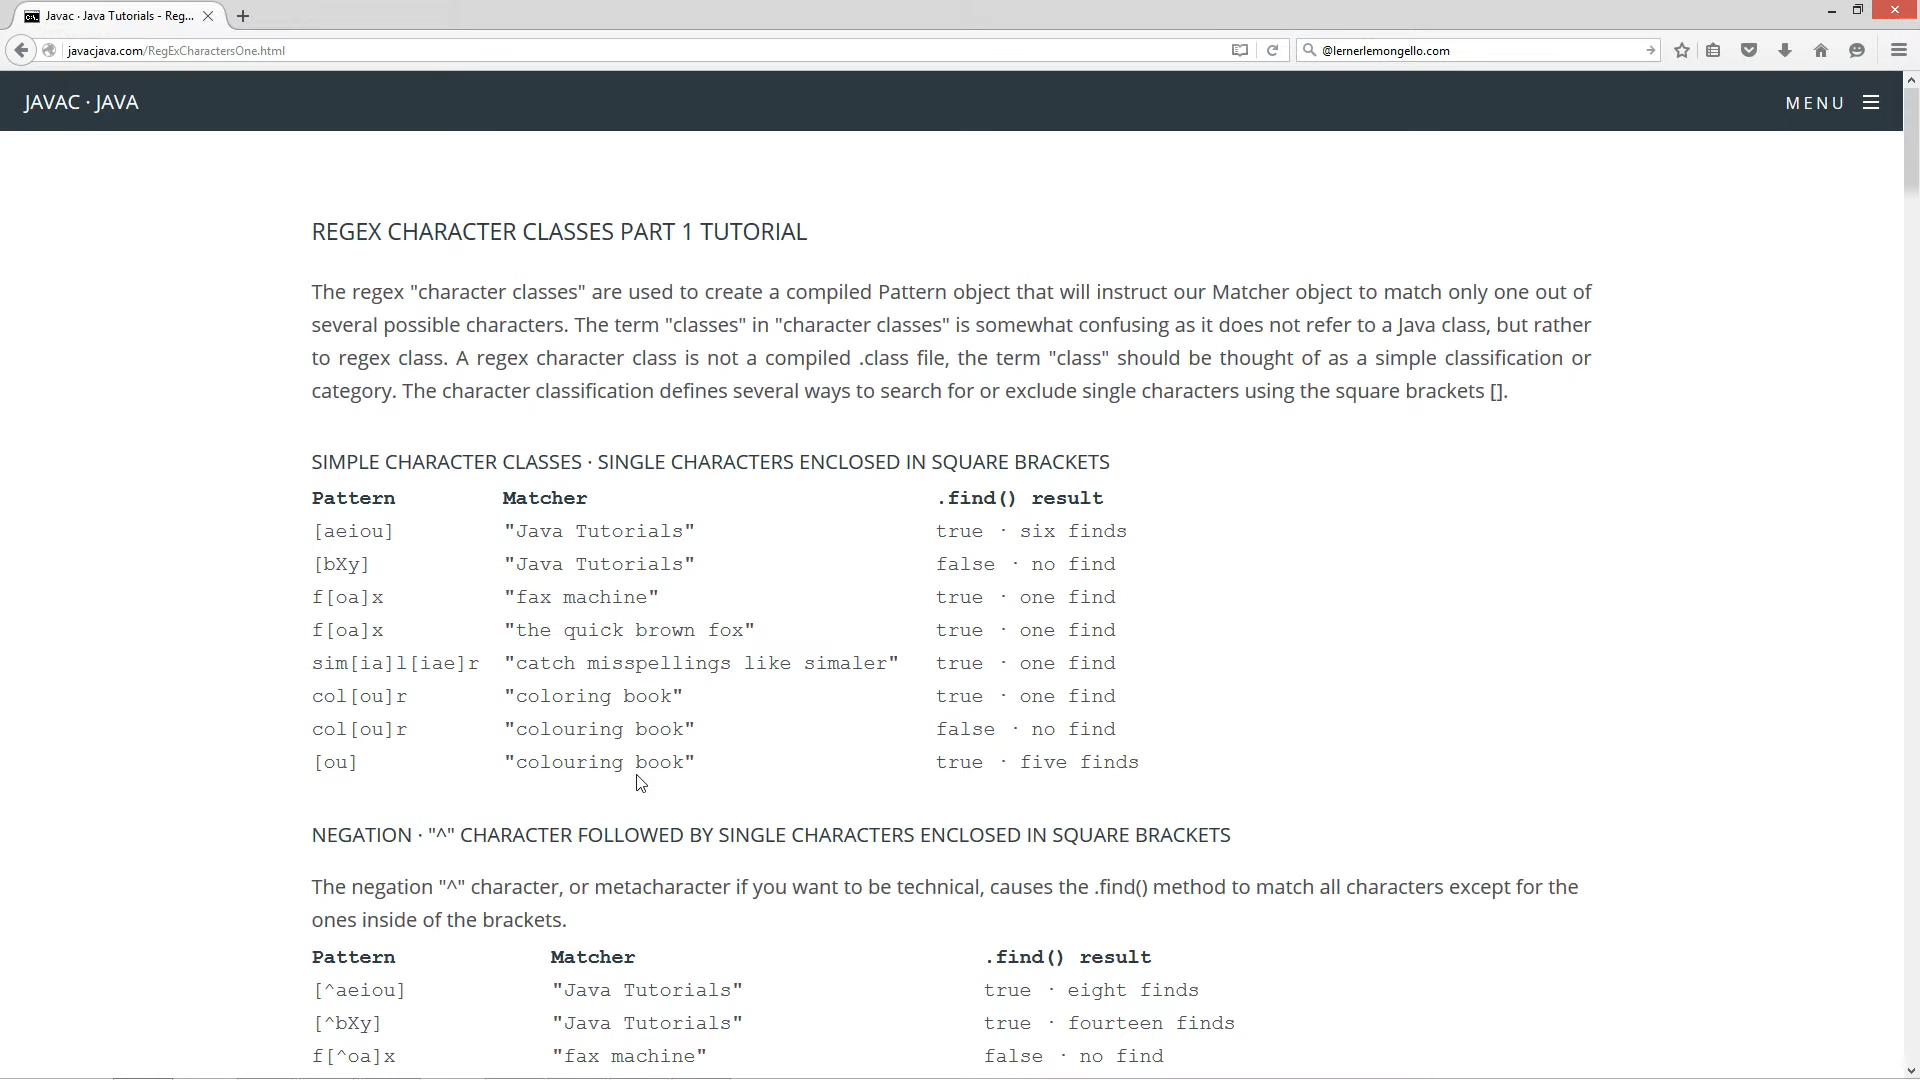 Javac · Java Tutorials - Reg...
javacjava.com/RegExCharactersOne.html
@lernerlemongello.com
JAVAC · JAVA
MENU
REGEX CHARACTER CLASSES PART 1 TUTORIAL
The regex "character classes" are used to create a compiled Pattern object that will instruct our Matcher object to match only one out of
several possible characters. The term "classes" in "character classes" is somewhat confusing as it does not refer to a Java class, but rather
to regex class. A regex character class is not a compiled .class file, the term "class" should be thought of as a simple classification or
category. The character classification defines several ways to search for or exclude single characters using the square brackets [].
SIMPLE CHARACTER CLASSES · SINGLE CHARACTERS ENCLOSED IN SQUARE BRACKETS
Pattern Matcher .find() result
[aeiou] "Java Tutorials" true · six finds
[bXy] "Java Tutorials" false · no find
f[oa]x "fax machine" true · one find
f[oa]x "the quick brown fox" true · one find
sim[ia]l[iae]r "catch misspellings like simaler" true · one find
col[ou]r "coloring book" true · one find
col[ou]r "colouring book" false · no find
[ou] "colouring book" true · five finds
NEGATION · "^" CHARACTER FOLLOWED BY SINGLE CHARACTERS ENCLOSED IN SQUARE BRACKETS
The negation "^" character, or metacharacter if you want to be technical, causes the .find() method to match all characters except for the
ones inside of the brackets.
Pattern Matcher .find() result
[^aeiou] "Java Tutorials" true · eight finds
[^bXy] "Java Tutorials" true · fourteen finds
f[^oa]x "fax machine" false · no find